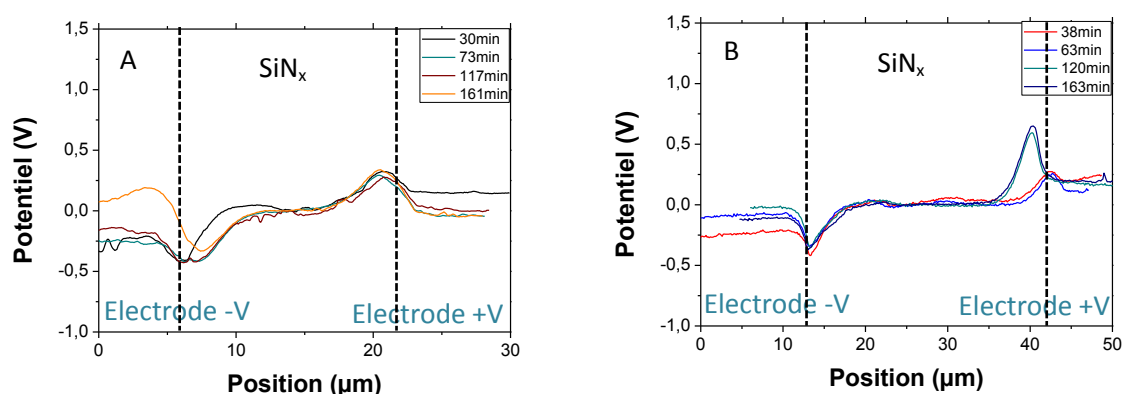 A
SiNx
30min
73min
117min
161min
Potentiel (V)
1,5
1,0
0,5
0,0
-0,5
-1,0
Electrode -V
Electrode +V
0
10
20
30
Position (µm)
B
SiNx
38min
63min
120min
163min
Potentiel (V)
1,5
1,0
0,5
0,0
-0,5
-1,0
Electrode -V
Electrode +V
0
10
20
30
40
50
Position (µm)